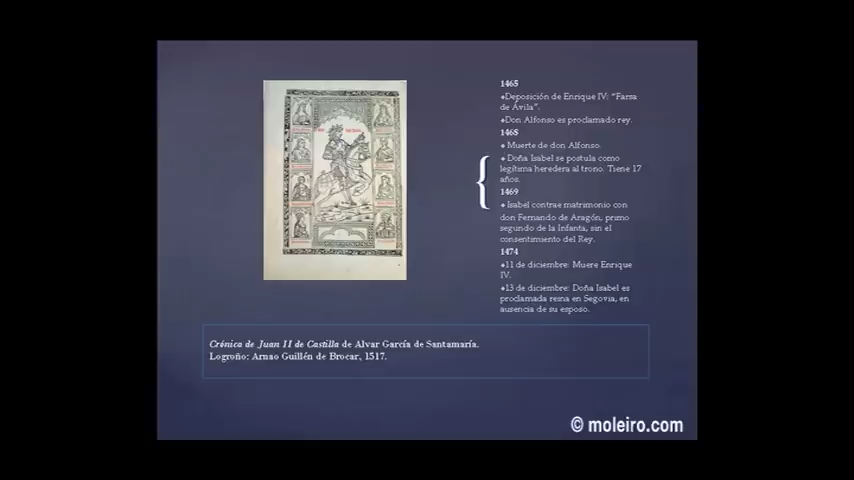 1465
♦Deposición de Enrique IV: “Farsa
de Ávila”.
♦Don Alfonso es proclamado rey.
1468
♦ Muerte de don Alfonso.
♦ Doña Isabel se postula como
legítima heredera al trono. Tiene 17
años.
1469
♦ Isabel contrae matrimonio con
don Fernando de Aragón, primo
segundo de la Infanta, sin el
consentimiento del Rey.
1474
♦11 de diciembre: Muere Enrique
IV.
♦13 de diciembre: Doña Isabel es
proclamada reina en Segovia, en
ausencia de su esposo.
Crónica de Juan II de Castilla de Alvar García de Santamaría.
Logroño: Arnao Guillén de Brocar, 1517.
© moleiro.com